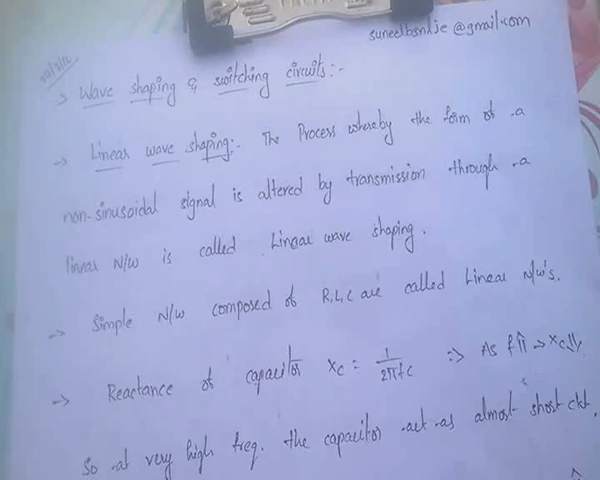 suneelbsnlje@gmail.com
-> Wave shaping & switching circuits:-
-> Linear wave shaping:- The Process whereby the form of a
non-sinusoidal signal is altered by transmission through a
linear N/W is called Linear wave shaping.
-> Simple N/W composed of R,L,C are called Linear N/W's.
-> Reactance of capacitor Xc = 1/2πfc => As f⇑ → Xc⇓
So at very high freq. the capacitor act as almost short ckt.